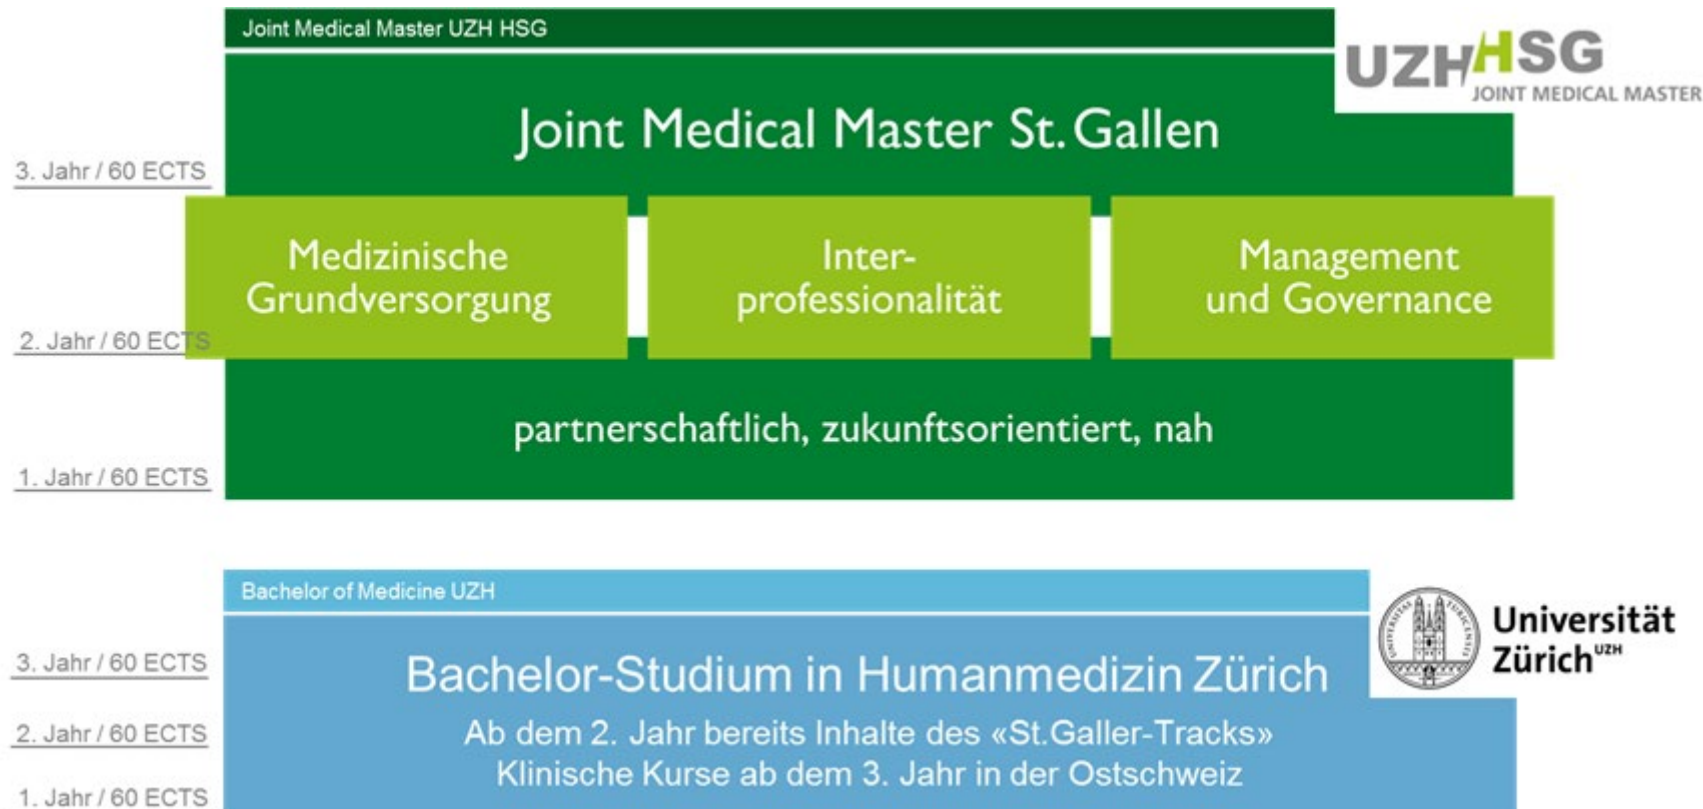 Joint Medical Master UZH HSG
UZHHSG
JOINT MEDICAL MASTER
Joint Medical Master St. Gallen
3. Jahr / 60 ECTS
Medizinische
Grundversorgung
Inter-
professionalität
Management
und Governance
2. Jahr / 60 ECTS
partnerschaftlich, zukunftsorientiert, nah
1. Jahr / 60 ECTS
Bachelor of Medicine UZH
Universität
Zürich UZH
3. Jahr / 60 ECTS
Bachelor-Studium in Humanmedizin Zürich
2. Jahr / 60 ECTS
Ab dem 2. Jahr bereits Inhalte des «St.Galler-Tracks»
Klinische Kurse ab dem 3. Jahr in der Ostschweiz
1. Jahr / 60 ECTS